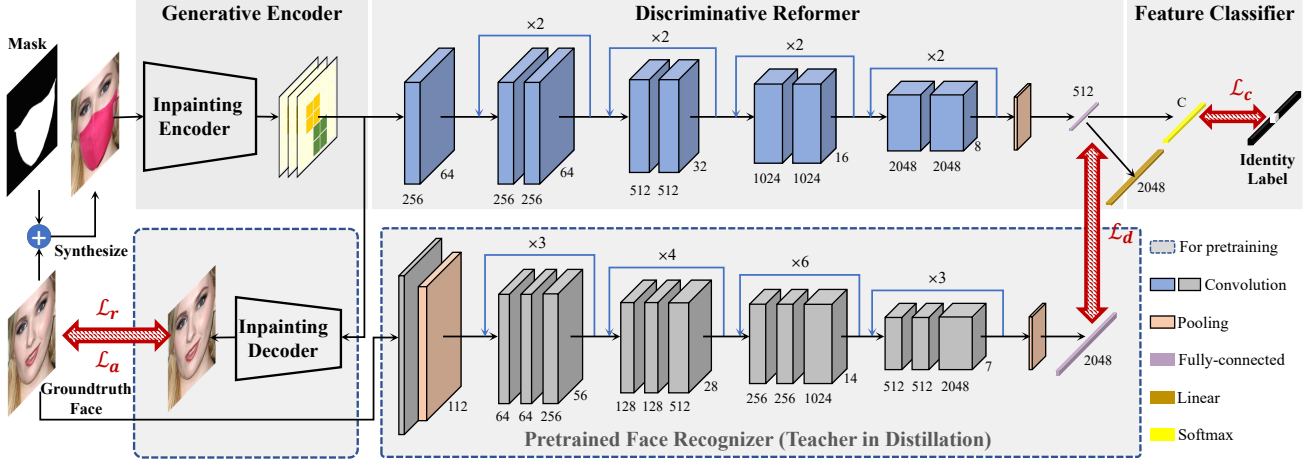 Generative Encoder
Discriminative Reformer
Feature Classifier
Mask
×2
×2
×2
×2
Inpainting
Encoder
256
64
256
256
64
512
512
32
1024
1024
16
2048
2048
8
512
C
2048
ℒc
Identity
Label
Synthesize
ℒd
ℒr
ℒa
Groundtruth
Face
Inpainting
Decoder
×3
×4
×6
×3
112
64
64
256
56
128
128
512
28
256
256
1024
14
512
512
2048
7
2048
Pretrained Face Recognizer (Teacher in Distillation)
For pretraining
Convolution
Pooling
Fully-connected
Linear
Softmax